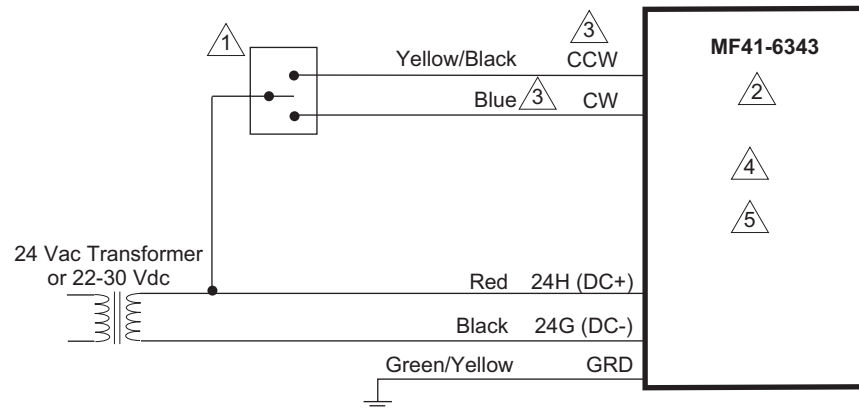 1
3
MF41-6343
Yellow/Black CCW
2
Blue 3 CW
4
5
24 Vac Transformer
or 22-30 Vdc
Red 24H (DC+)
Black 24G (DC-)
Green/Yellow GRD